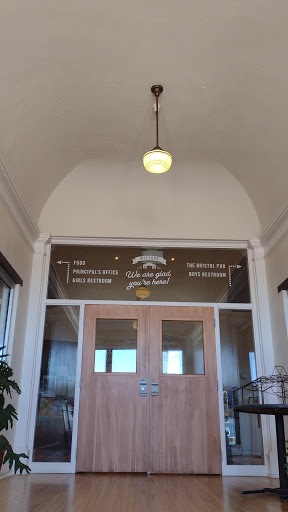 FOOD
PRINCIPAL'S OFFICE
GIRLS RESTROOM
We are glad
you're here!
THE BRISTOL PUB
BOYS RESTROOM